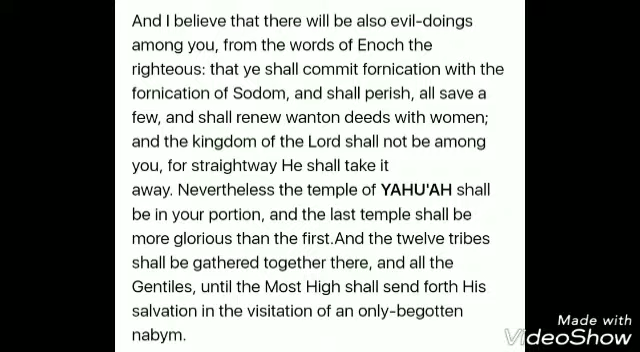 And I believe that there will be also evil-doings
among you, from the words of Enoch the
righteous: that ye shall commit fornication with the
fornication of Sodom, and shall perish, all save a
few, and shall renew wanton deeds with women;
and the kingdom of the Lord shall not be among
you, for straightway He shall take it
away. Nevertheless the temple of YAHU'AH shall
be in your portion, and the last temple shall be
more glorious than the first.And the twelve tribes
shall be gathered together there, and all the
Gentiles, until the Most High shall send forth His
salvation in the visitation of an only-begotten
nabym.
Made with
VideoShow